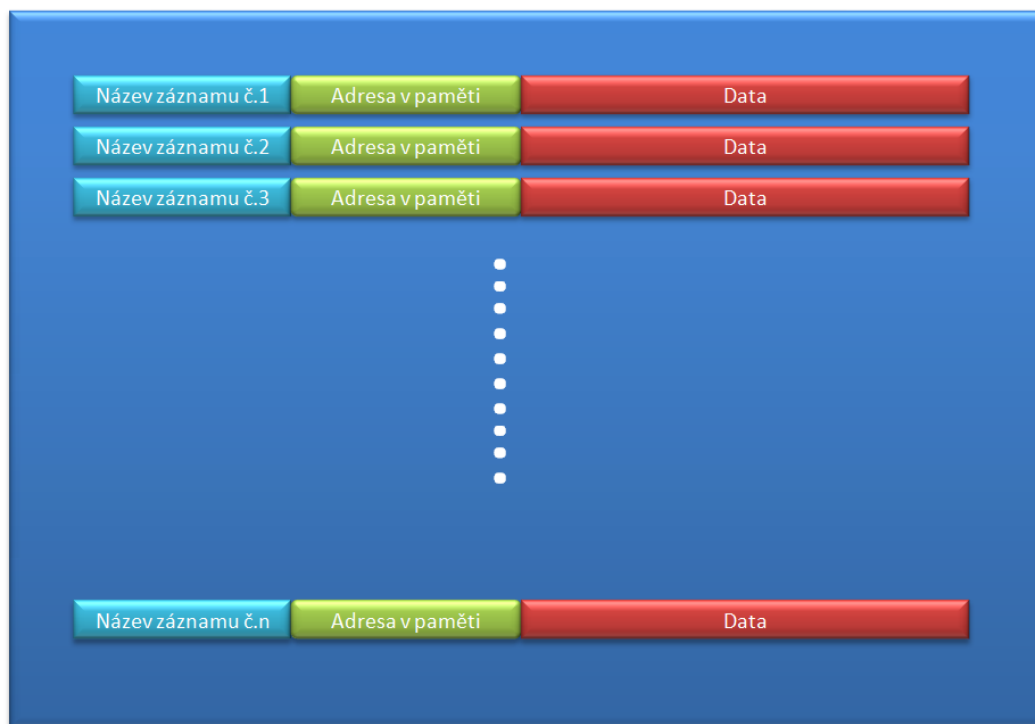 Název záznamu č.1 Adresa v paměti Data
Název záznamu č.2 Adresa v paměti Data
Název záznamu č.3 Adresa v paměti Data
Název záznamu č.n Adresa v paměti Data